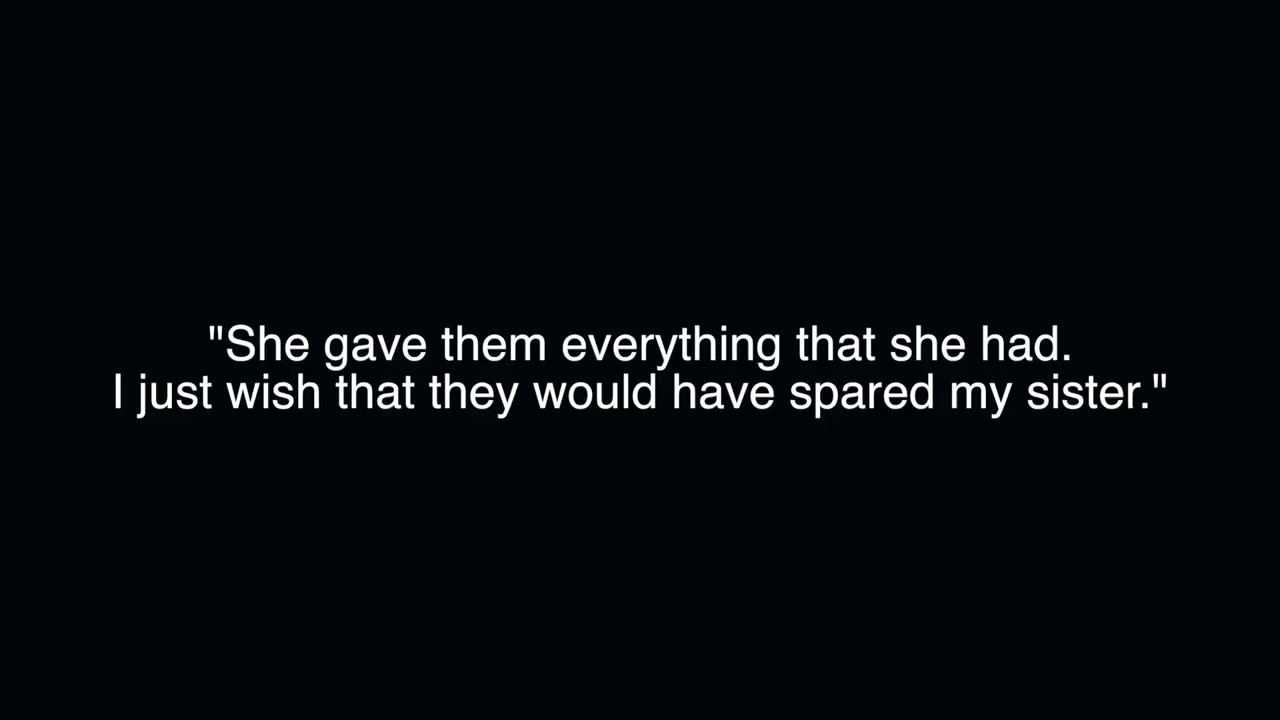 "She gave them everything that she had.
I just wish that they would have spared my sister."